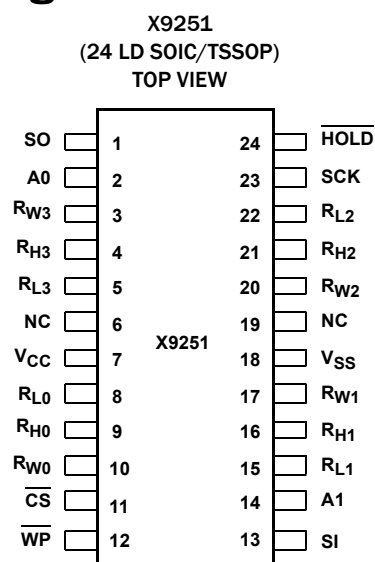 X9251
(24 LD SOIC/TSSOP)
TOP VIEW
SO 1 24 HOLD
A0 2 23 SCK
RW3 3 22 RL2
RH3 4 21 RH2
RL3 5 20 RW2
NC 6 19 NC
X9251
VCC 7 18 VSS
RL0 8 17 RW1
RH0 9 16 RH1
RW0 10 15 RL1
CS 11 14 A1
WP 12 13 SI